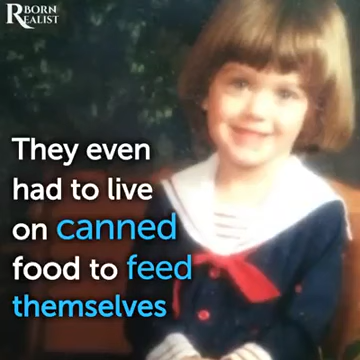 BORN
REALIST
They even
had to live
on canned
food to feed
themselves